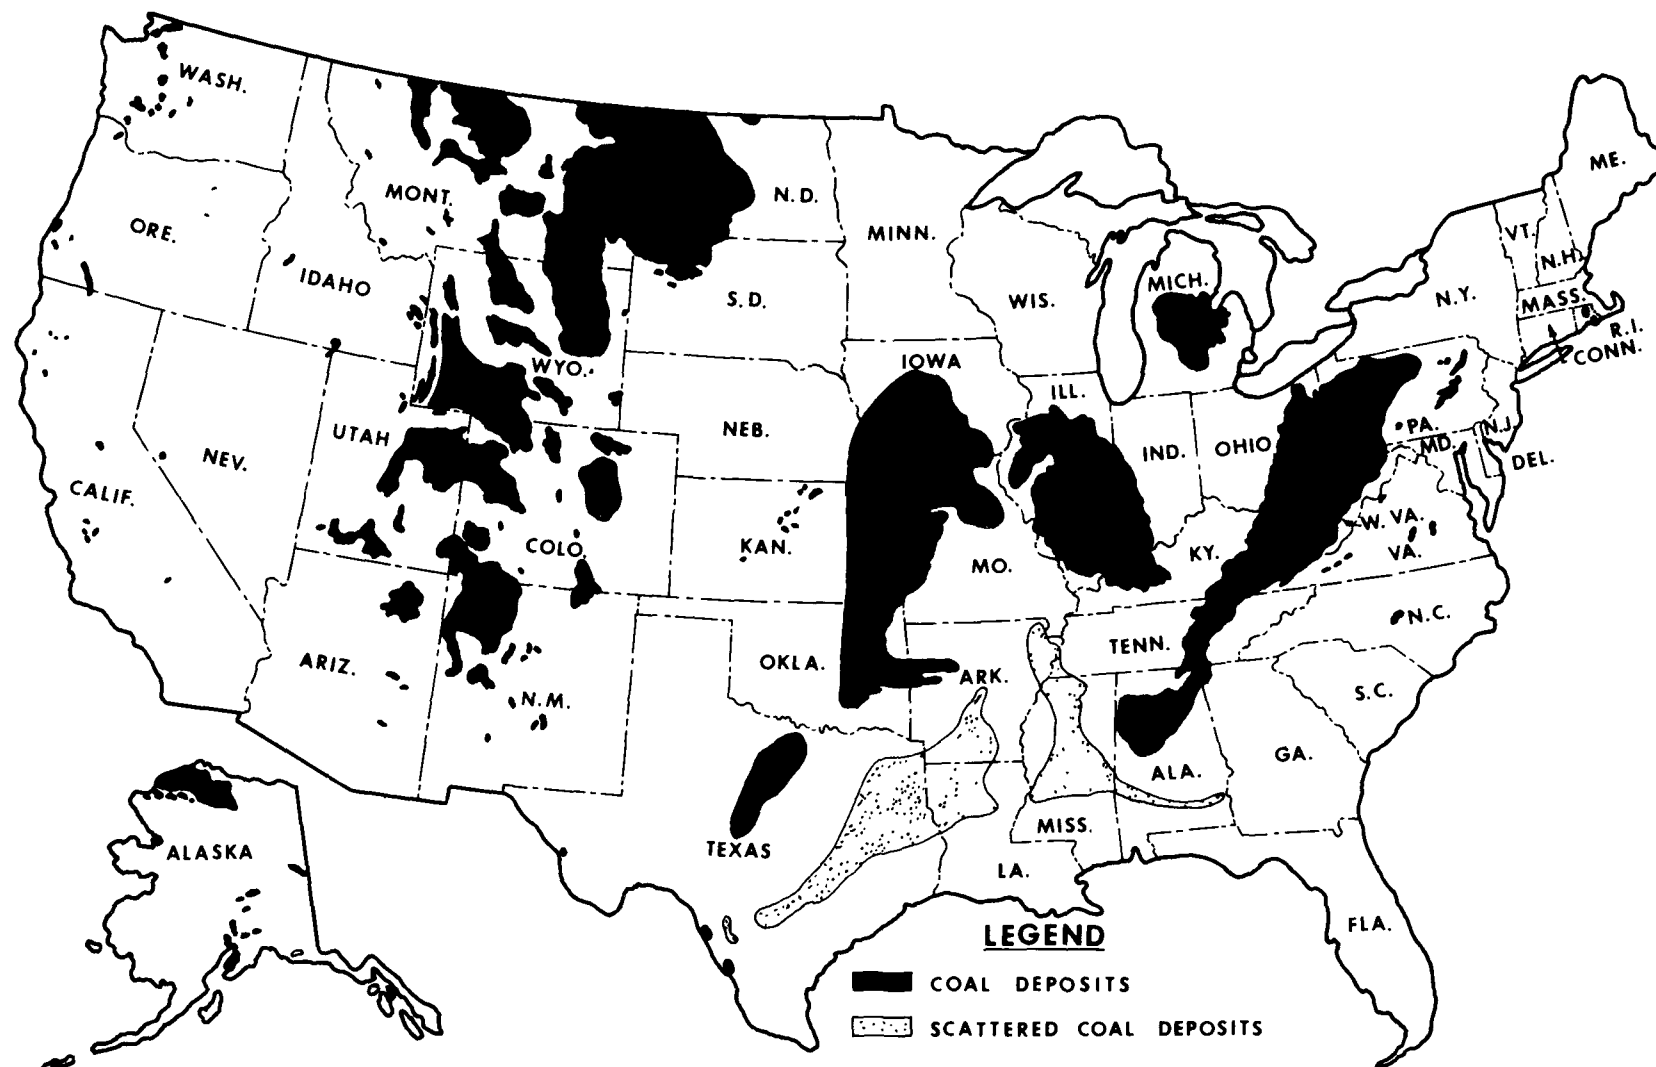 WASH.
ME.
MONT.
N.D.
ORE.
MINN.
VT.
N.H.
IDAHO
MICH.
S.D.
WIS.
N.Y.
MASS.
R.I.
CONN.
WYO.
IOWA
ILL.
UTAH
NEB.
NEV.
IND.
OHIO
PA.
N.J.
MD.
DEL.
CALIF.
COLO.
KAN.
MO.
KY.
W. VA.
VA.
N.C.
TENN.
ARIZ.
OKLA.
ARK.
N.M.
S.C.
GA.
ALA.
MISS.
TEXAS
ALASKA
LA.
FLA.
LEGEND
COAL DEPOSITS
SCATTERED COAL DEPOSITS